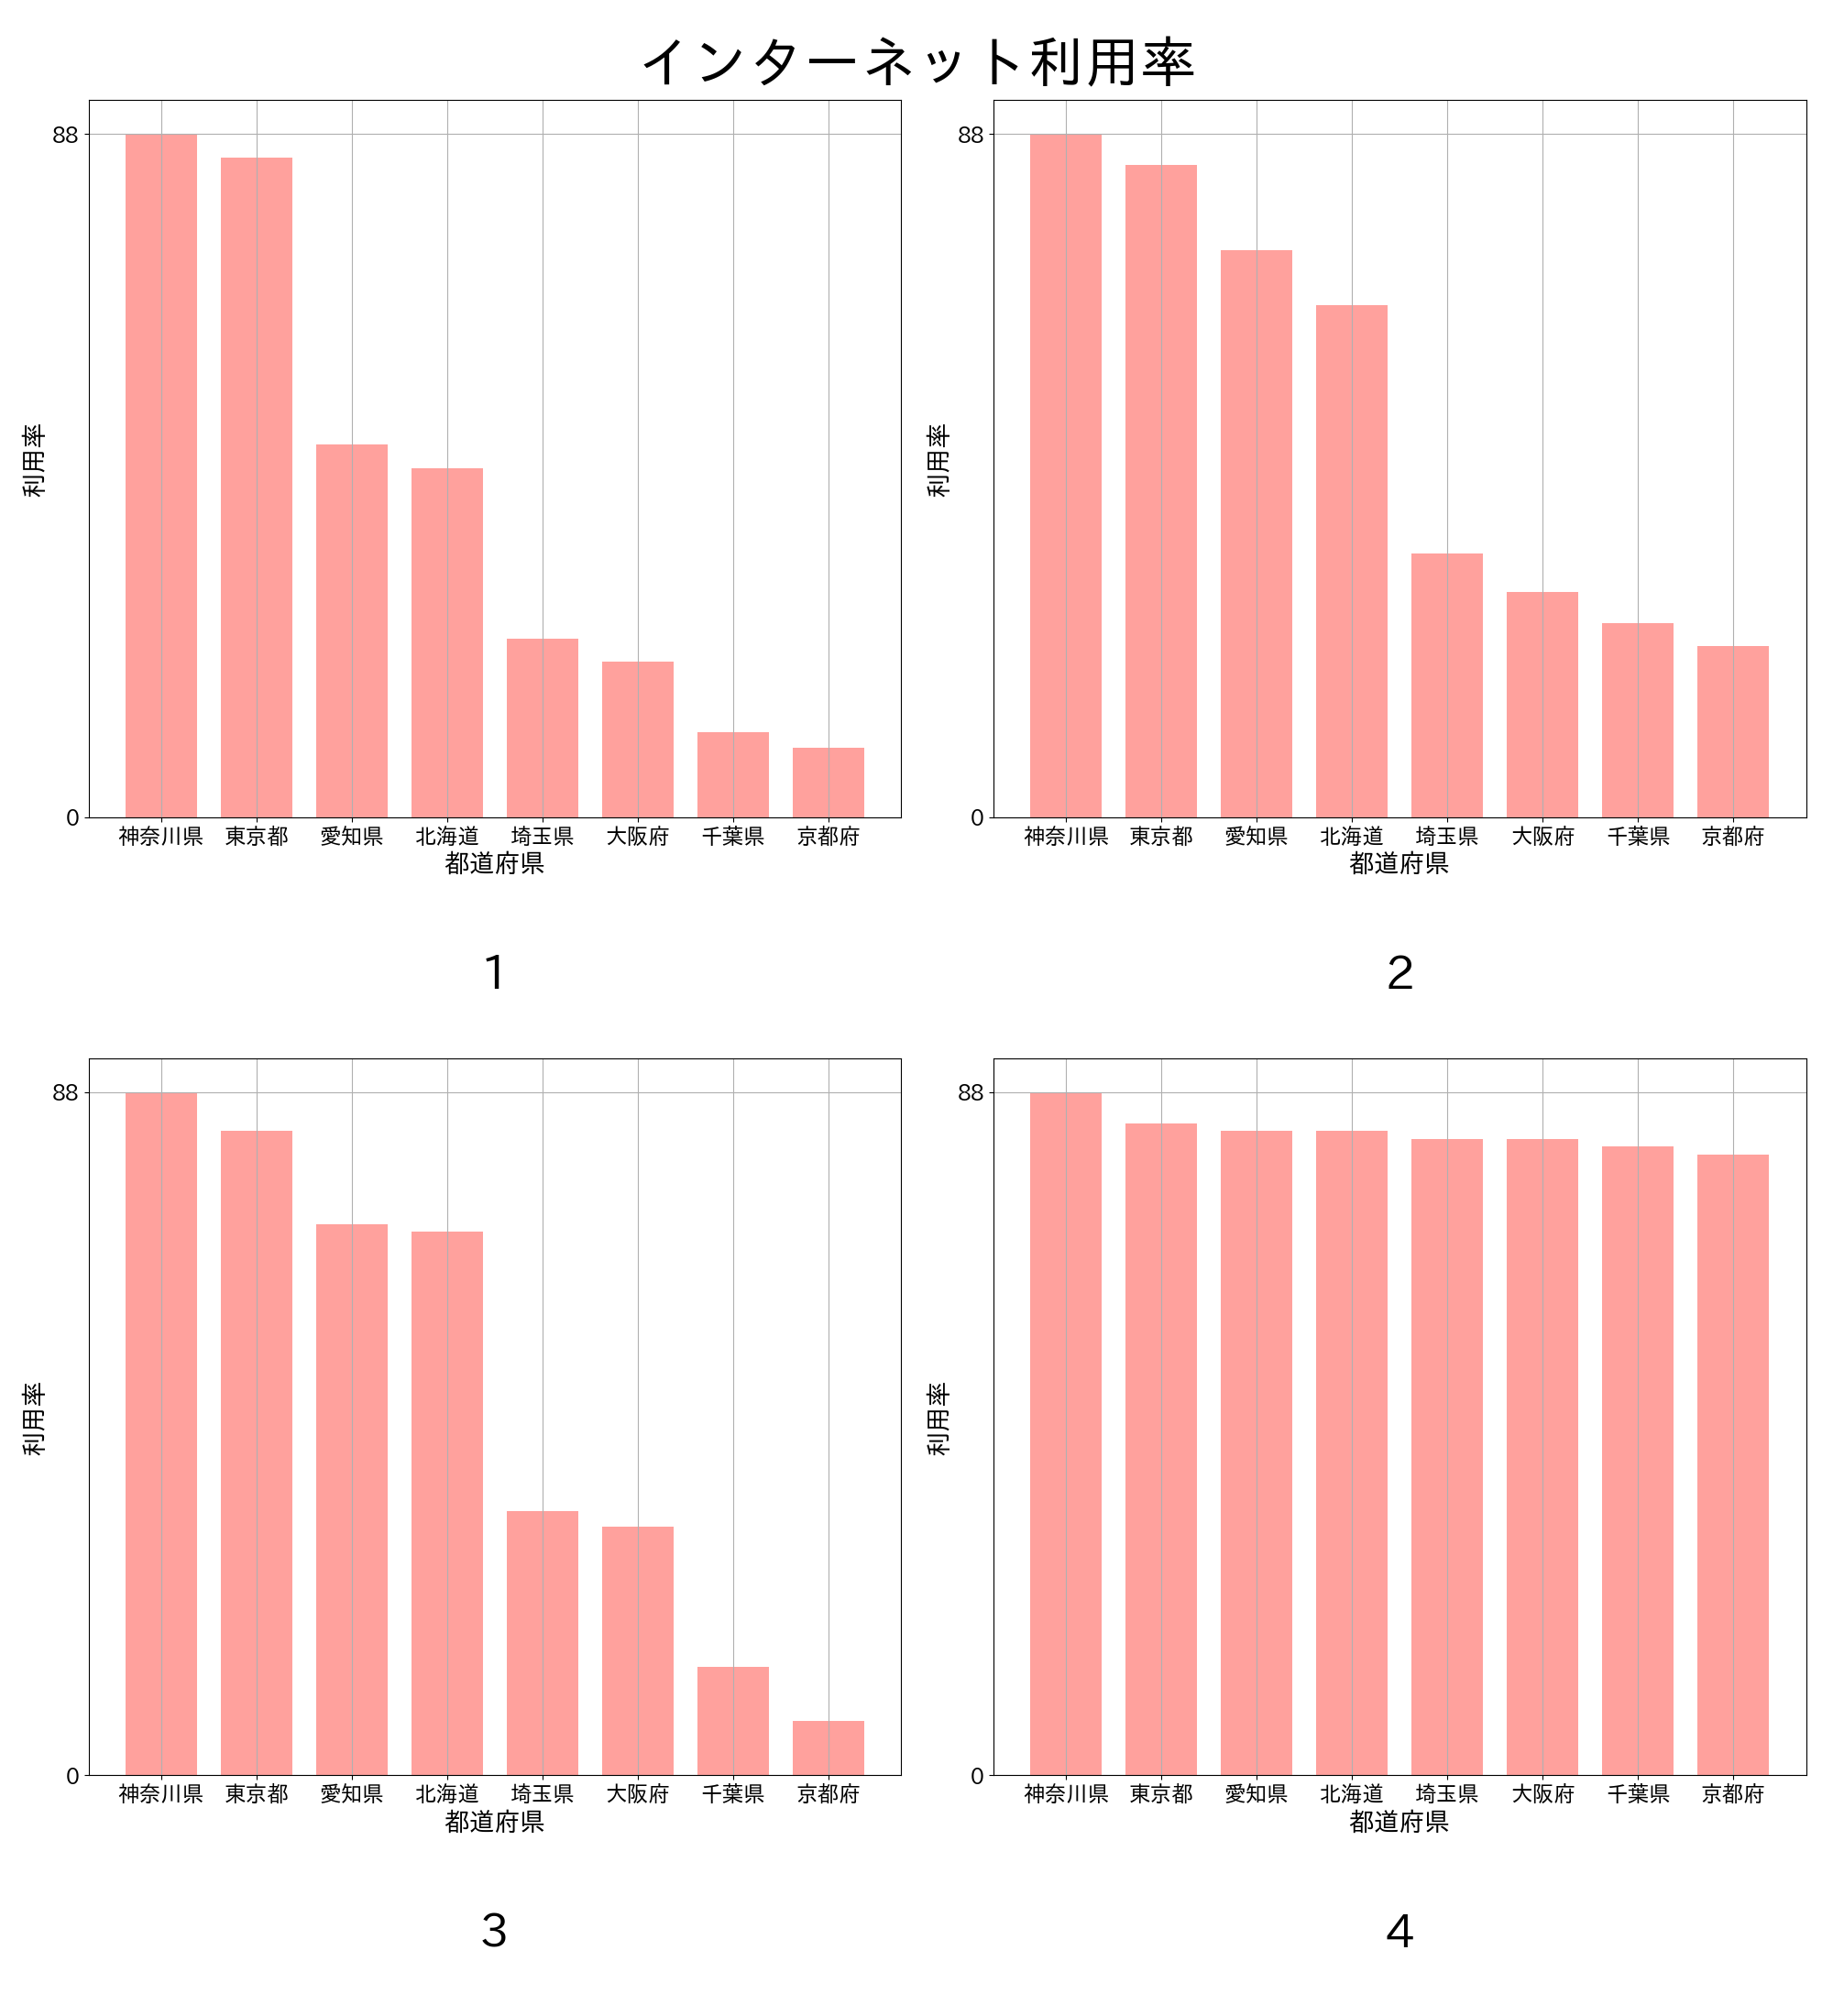 インターネット利用率
88
0
利用率
神奈川県 東京都 愛知県 北海道 埼玉県 大阪府 千葉県 京都府
都道府県
1
88
0
利用率
神奈川県 東京都 愛知県 北海道 埼玉県 大阪府 千葉県 京都府
都道府県
2
88
0
利用率
神奈川県 東京都 愛知県 北海道 埼玉県 大阪府 千葉県 京都府
都道府県
3
88
0
利用率
神奈川県 東京都 愛知県 北海道 埼玉県 大阪府 千葉県 京都府
都道府県
4